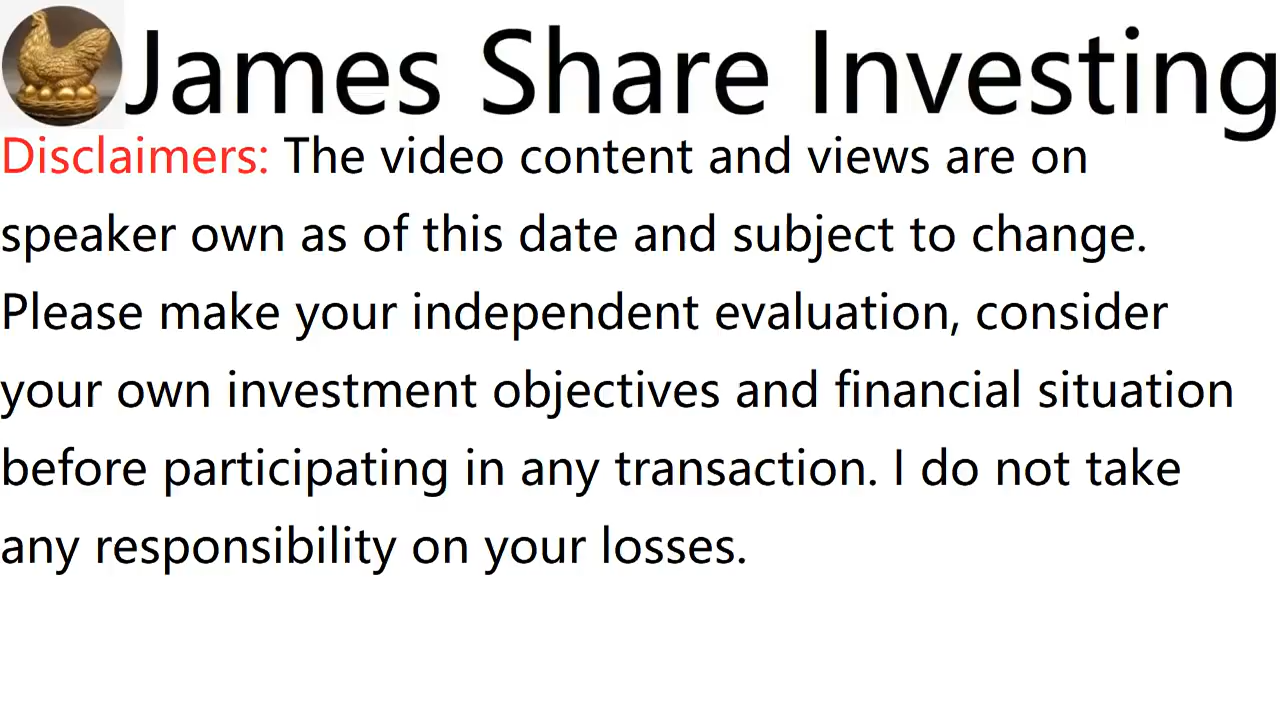 James Share Investing
Disclaimers: The video content and views are on
speaker own as of this date and subject to change.
Please make your independent evaluation, consider
your own investment objectives and financial situation
before participating in any transaction. I do not take
any responsibility on your losses.